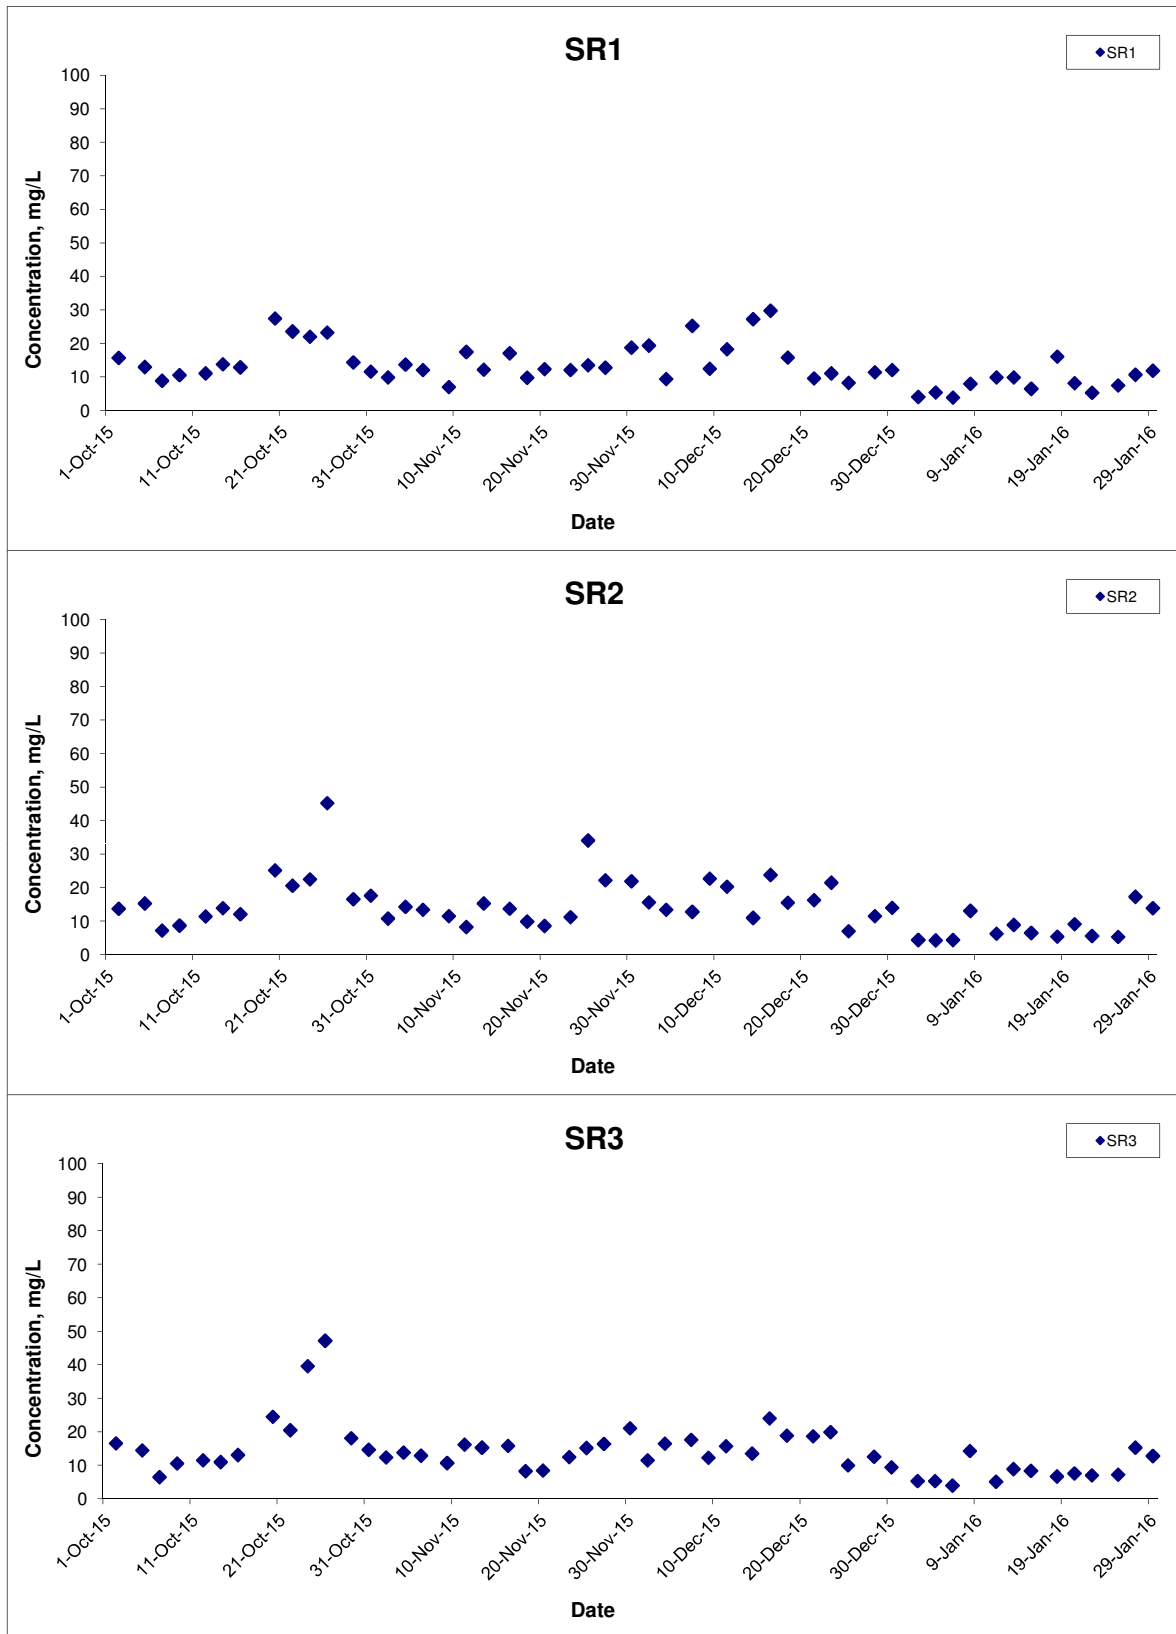 SR1
SR1
100
90
80
70
60
50
40
30
20
10
0
Concentration, mg/L
1-Oct-15
11-Oct-15
21-Oct-15
31-Oct-15
10-Nov-15
20-Nov-15
30-Nov-15
10-Dec-15
20-Dec-15
30-Dec-15
9-Jan-16
19-Jan-16
29-Jan-16
Date
SR2
SR2
100
90
80
70
60
50
40
30
20
10
0
Concentration, mg/L
1-Oct-15
11-Oct-15
21-Oct-15
31-Oct-15
10-Nov-15
20-Nov-15
30-Nov-15
10-Dec-15
20-Dec-15
30-Dec-15
9-Jan-16
19-Jan-16
29-Jan-16
Date
SR3
SR3
100
90
80
70
60
50
40
30
20
10
0
Concentration, mg/L
1-Oct-15
11-Oct-15
21-Oct-15
31-Oct-15
10-Nov-15
20-Nov-15
30-Nov-15
10-Dec-15
20-Dec-15
30-Dec-15
9-Jan-16
19-Jan-16
29-Jan-16
Date